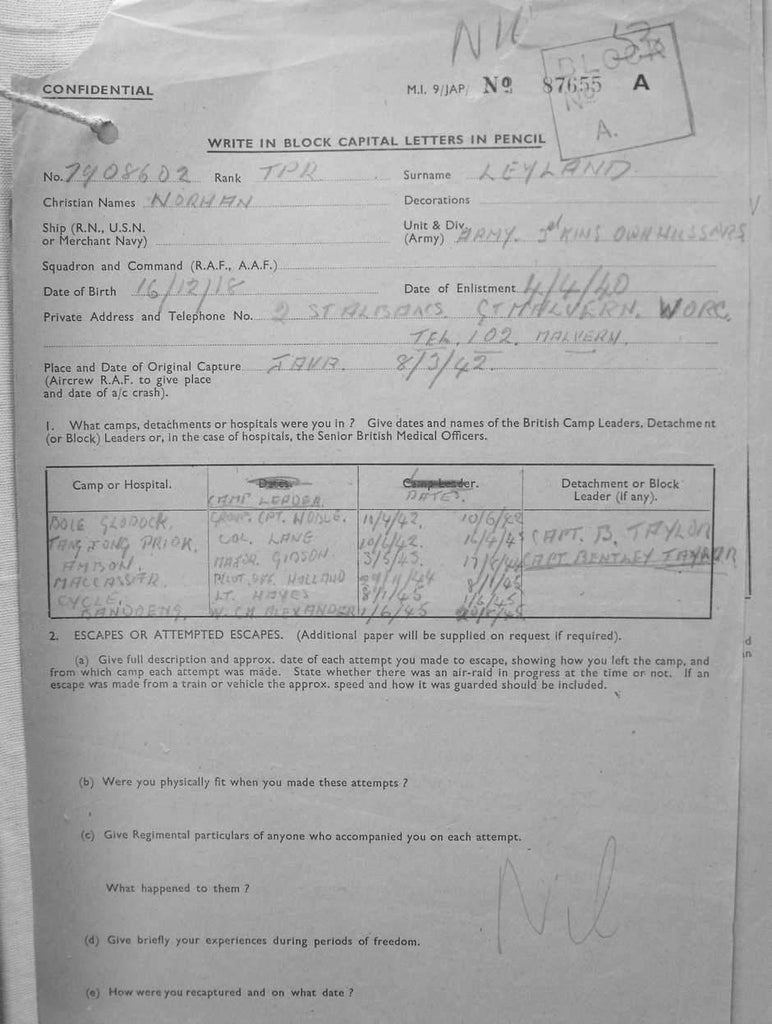 Nil
BLOCK
No
A.
CONFIDENTIAL
M.I. 9/JAP/ No. 87655 A
WRITE IN BLOCK CAPITAL LETTERS IN PENCIL
No. 7908602 Rank TPR Surname LEYLAND
Christian Names NORMAN Decorations
Ship (R.N., U.S.N. or Merchant Navy)
Unit & Div. (Army) ARMY. 3rd KINS OWN HUSSARS
Squadron and Command (R.A.F., A.A.F.)
Date of Birth 16/12/18 Date of Enlistment 4/4/40
Private Address and Telephone No. 2 ST ALBANS. GT MALVERN. WORC.
TEL. 102. MALVERN.
Place and Date of Original Capture JAVA. 8/3/42.
(Aircrew R.A.F. to give place
and date of a/c crash).
1. What camps, detachments or hospitals were you in ? Give dates and names of the British Camp Leaders, Detachment
(or Block) Leaders or, in the case of hospitals, the Senior British Medical Officers.
Camp or Hospital. Dates. Camp Leader. Detachment or Block
CAMP LEADER. DATES. Leader (if any).
BOIE GLODOCK. GROUP. CPT. NOBLE. 10/6/42
TANJONG PRIOK. COL. LANE 10/6/42. 16/4/43 CAPT. B. TAYLOR
AMBON. MAJOR. GIBSON. 3/5/43. CAPT BENTLEY TAYLOR
MACCASSAR. PILOT OFF. HOLLAND 8/1/45
CYCLE. LT. HAYES 8/1/45 1/6/45
BANDOENG. W. CM ALEXANDER 1/6/45
2. ESCAPES OR ATTEMPTED ESCAPES. (Additional paper will be supplied on request if required).
(a) Give full description and approx. date of each attempt you made to escape, showing how you left the camp, and
from which camp each attempt was made. State whether there was an air-raid in progress at the time or not. If an
escape was made from a train or vehicle the approx. speed and how it was guarded should be included.
(b) Were you physically fit when you made these attempts ?
(c) Give Regimental particulars of anyone who accompanied you on each attempt.
What happened to them ?
Nil
(d) Give briefly your experiences during periods of freedom.
(e) How were you recaptured and on what date ?